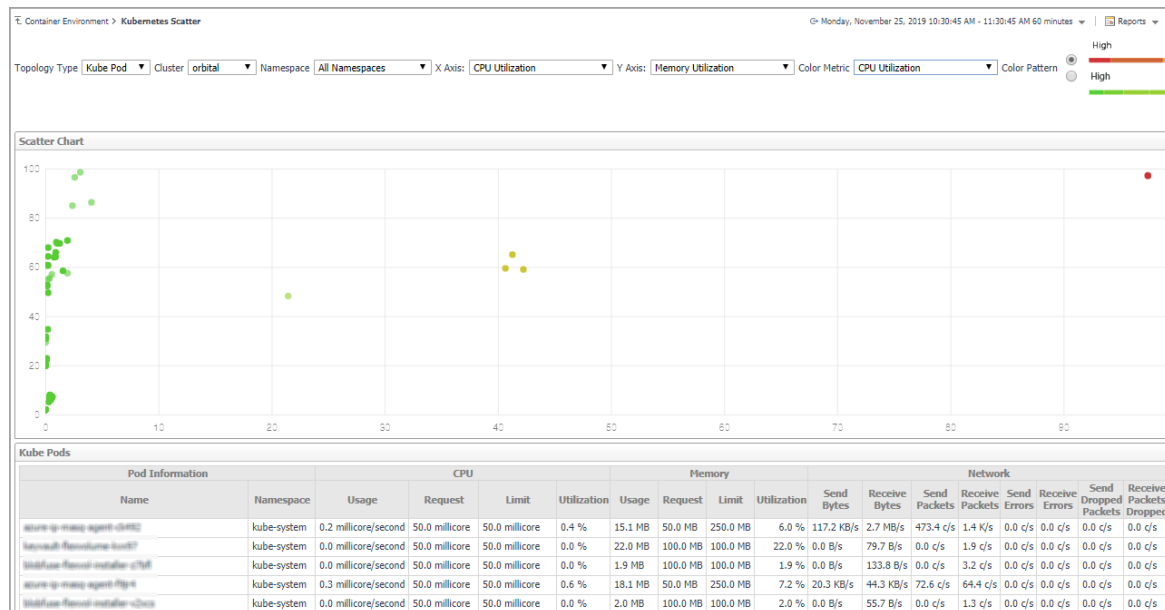 Container Environment > Kubernetes Scatter
Monday, November 25, 2019 10:30:45 AM - 11:30:45 AM 60 minutes
Reports
High
Topology Type Kube Pod Cluster orbital Namespace All Namespaces X Axis: CPU Utilization Y Axis: Memory Utilization Color Metric CPU Utilization Color Pattern
High
Scatter Chart
100
80
60
40
20
0
0 10 20 30 40 50 60 70 80 90
Kube Pods
Pod Information CPU Memory Network
Name Namespace Usage Request Limit Utilization Usage Request Limit Utilization Send Bytes Receive Bytes Send Packets Receive Packets Send Errors Receive Errors Send Dropped Packets Receive Packets Dropped
kube-system 0.2 millicore/second 50.0 millicore 50.0 millicore 0.4 % 15.1 MB 50.0 MB 250.0 MB 6.0 % 117.2 KB/s 2.7 MB/s 473.4 c/s 1.4 K/s 0.0 c/s 0.0 c/s 0.0 c/s 0.0 c/s
kube-system 0.0 millicore/second 50.0 millicore 50.0 millicore 0.0 % 22.0 MB 100.0 MB 100.0 MB 22.0 % 0.0 B/s 79.7 B/s 0.0 c/s 1.9 c/s 0.0 c/s 0.0 c/s 0.0 c/s 0.0 c/s
kube-system 0.0 millicore/second 50.0 millicore 50.0 millicore 0.0 % 1.9 MB 100.0 MB 100.0 MB 1.9 % 0.0 B/s 133.8 B/s 0.0 c/s 3.2 c/s 0.0 c/s 0.0 c/s 0.0 c/s 0.0 c/s
kube-system 0.3 millicore/second 50.0 millicore 50.0 millicore 0.6 % 18.1 MB 50.0 MB 250.0 MB 7.2 % 20.3 KB/s 44.3 KB/s 72.6 c/s 64.4 c/s 0.0 c/s 0.0 c/s 0.0 c/s 0.0 c/s
kube-system 0.0 millicore/second 50.0 millicore 50.0 millicore 0.0 % 2.0 MB 100.0 MB 100.0 MB 2.0 % 0.0 B/s 55.7 B/s 0.0 c/s 1.3 c/s 0.0 c/s 0.0 c/s 0.0 c/s 0.0 c/s